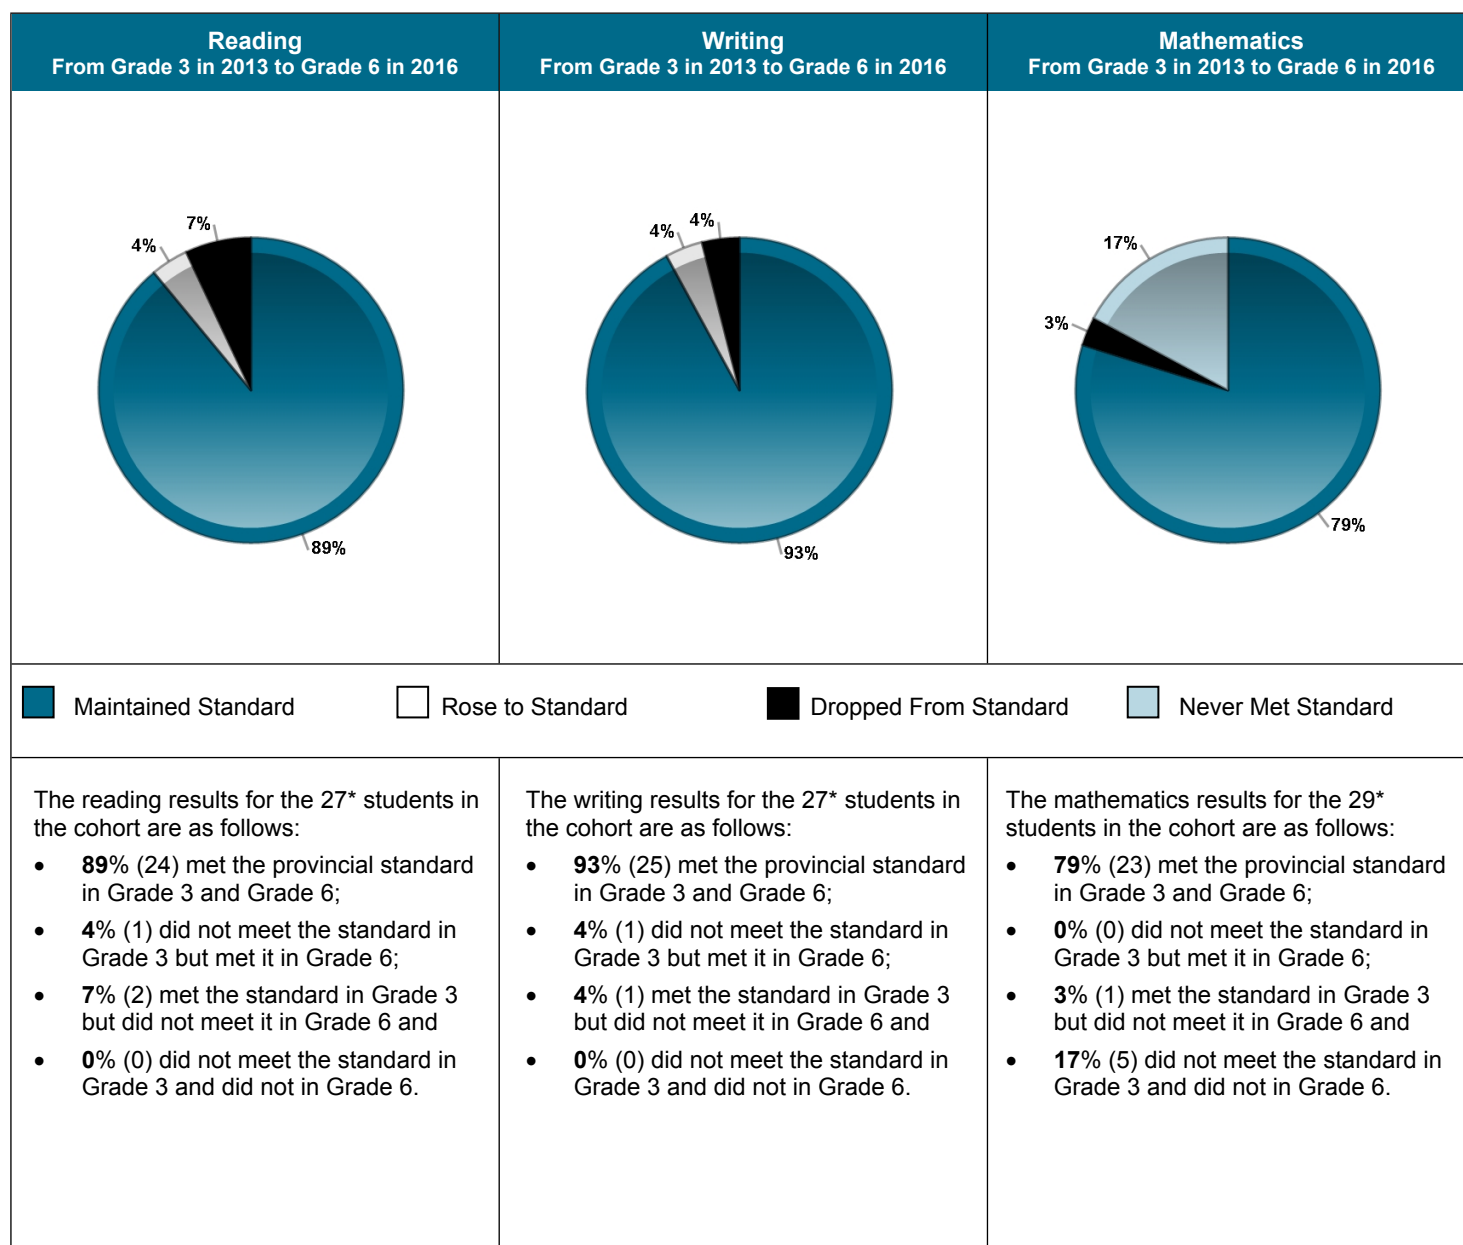 Reading
From Grade 3 in 2013 to Grade 6 in 2016
Writing
From Grade 3 in 2013 to Grade 6 in 2016
Mathematics
From Grade 3 in 2013 to Grade 6 in 2016
7%
4%
89%
4%
4%
93%
17%
3%
79%
Maintained Standard
Rose to Standard
Dropped From Standard
Never Met Standard
The reading results for the 27* students in
the cohort are as follows:
• 89% (24) met the provincial standard
in Grade 3 and Grade 6;
• 4% (1) did not meet the standard in
Grade 3 but met it in Grade 6;
• 7% (2) met the standard in Grade 3
but did not meet it in Grade 6 and
• 0% (0) did not meet the standard in
Grade 3 and did not in Grade 6.
The writing results for the 27* students in
the cohort are as follows:
• 93% (25) met the provincial standard
in Grade 3 and Grade 6;
• 4% (1) did not meet the standard in
Grade 3 but met it in Grade 6;
• 4% (1) met the standard in Grade 3
but did not meet it in Grade 6 and
• 0% (0) did not meet the standard in
Grade 3 and did not in Grade 6.
The mathematics results for the 29*
students in the cohort are as follows:
• 79% (23) met the provincial standard
in Grade 3 and Grade 6;
• 0% (0) did not meet the standard in
Grade 3 but met it in Grade 6;
• 3% (1) met the standard in Grade 3
but did not meet it in Grade 6 and
• 17% (5) did not meet the standard in
Grade 3 and did not in Grade 6.